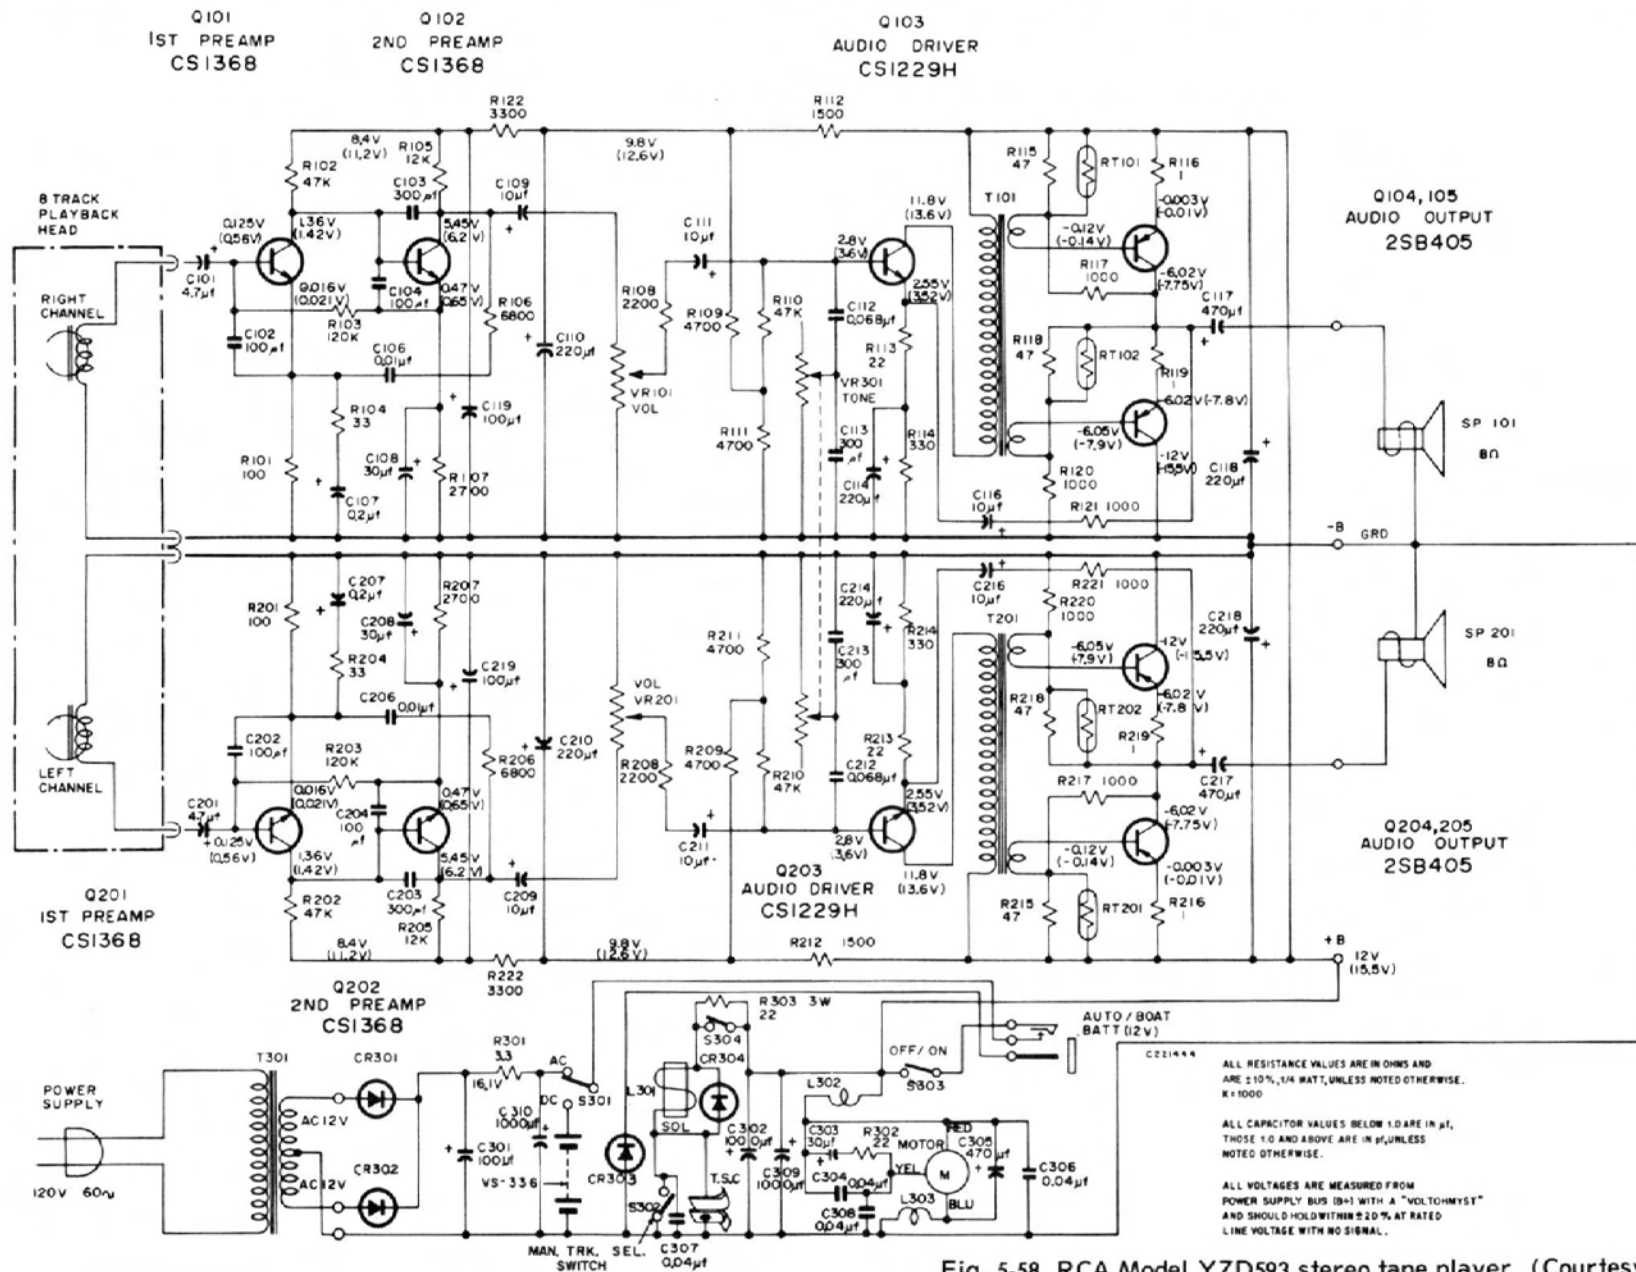 Q101
1ST PREAMP
CS1368
Q102
2ND PREAMP
CS1368
Q103
AUDIO DRIVER
CS1229H
R122
3300
R112
1500
8.4V
(11.2V)
R105
12K
9.8V
(12.6V)
R102
47K
C103
300pf
C109
10µf
R115
47
RT101
R116
1
8 TRACK
PLAYBACK
HEAD
0.125V
(0.56V)
1.36V
(1.42V)
5.45V
(6.2V)
C111
10µf
11.8V
(13.6V)
T101
-0.003V
(-0.01V)
Q104,105
AUDIO OUTPUT
2SB405
-0.12V
(-0.14V)
2.8V
(3.6V)
C101
4.7µf
0.016V
(0.021V)
C104
100pf
0.47V
(0.65V)
R106
6800
R108
2200
R110
47K
C112
0.068µf
2.55V
(3.52V)
R117
1000
-6.02V
(-7.75V)
C117
470µf
RIGHT
CHANNEL
R103
120K
C102
100pf
C106
0.01µf
C110
220µf
R109
4700
R113
22
R118
47
RT102
R119
1
VR101
VOL
VR301
TONE
-6.02V(-7.8V)
R104
33
C119
100µf
R111
4700
C113
300
pf
R114
330
-6.05V
(-7.9V)
-12V
(-15.5V)
SP 101
8Ω
R101
100
C108
30µf
R107
2700
C107
0.2µf
C114
220µf
C116
10µf
R120
1000
R121 1000
C118
220µf
-B
GRD
C207
0.2µf
R207
2700
C214
220µf
C216
10µf
R221 1000
R220
1000
R201
100
C208
30µf
R211
4700
R214
330
T201
C218
220µf
SP 201
8Ω
R204
33
C219
100µf
C213
300
pf
-6.05V
(-7.9V)
-12V
(-15.5V)
C206
0.01µf
VOL
VR201
R218
47
RT202
-6.02V
(-7.8V)
R219
1
C202
100pf
R203
120K
R206
6800
C210
220µf
R208
2200
R209
4700
R210
47K
R213
22
C212
0.068µf
R217 1000
C217
470µf
LEFT
CHANNEL
0.016V
(0.021V)
0.47V
(0.65V)
2.55V
(3.52V)
C201
4.7µf
C204
100
pf
-6.02V
(-7.75V)
0.125V
(0.56V)
1.36V
(1.42V)
5.45V
(6.2V)
C211
10µf
2.8V
(3.6V)
-0.12V
(-0.14V)
Q204,205
AUDIO OUTPUT
2SB405
Q201
1ST PREAMP
CS1368
R202
47K
C203
300pf
C209
10µf
Q203
AUDIO DRIVER
CS1229H
11.8V
(13.6V)
-0.003V
(-0.01V)
R205
12K
R215
47
RT201
R216
1
8.4V
(11.2V)
9.8V
(12.6V)
R212 1500
+B
12V
(15.5V)
R222
3300
Q202
2ND PREAMP
CS1368
R303 3W
22
S304
AUTO/BOAT
BATT(12V)
T301
CR301
R301
3.3
16.1V
AC
S301
DC
CR304
OFF/ON
S303
C221444
POWER
SUPPLY
AC12V
L301
SOL
L302
C310
1000µf
C301
100µf
C302
1000µf
C303
30µf
R302
22
RED
MOTOR
C305
470µf
CR302
AC12V
VS-336
CR303
T.S.C
C309
1000µf
C304
0.04µf
YEL
M
C306
0.04µf
120V 60~
S302
C308
0.04µf
L303
BLU
MAN. TRK. SEL.
SWITCH
C307
0.04µf
ALL RESISTANCE VALUES ARE IN OHMS AND
ARE ±10%, 1/4 WATT, UNLESS NOTED OTHERWISE.
K=1000
ALL CAPACITOR VALUES BELOW 1.0 ARE IN µf,
THOSE 1.0 AND ABOVE ARE IN pf, UNLESS
NOTED OTHERWISE.
ALL VOLTAGES ARE MEASURED FROM
POWER SUPPLY BUS (B+) WITH A "VOLTOHMYST"
AND SHOULD HOLD WITHIN ±20% AT RATED
LINE VOLTAGE WITH NO SIGNAL.
Fig. 5-58 RCA Model YZD593 stereo tape player. (Courtesy